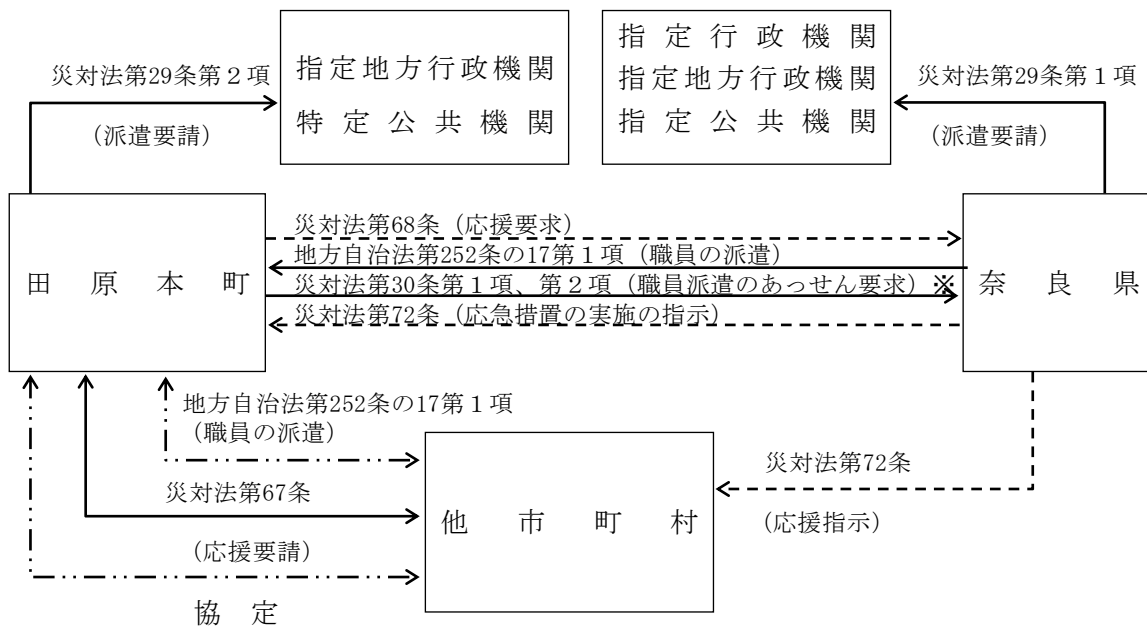 災対法第29条第２項
(派遣要請)
指定地方行政機関
特定公共機関
指定行政機関
指定地方行政機関
指定公共機関
災対法第29条第１項
(派遣要請)
田原本町
災対法第68条（応援要求）
地方自治法第252条の17第１項（職員の派遣）
災対法第30条第１項、第２項（職員派遣のあっせん要求）※
災対法第72条（応急措置の実施の指示）
奈良県
地方自治法第252条の17第１項
（職員の派遣）
災対法第67条
(応援要請)
協定
他市町村
災対法第72条
(応援指示)